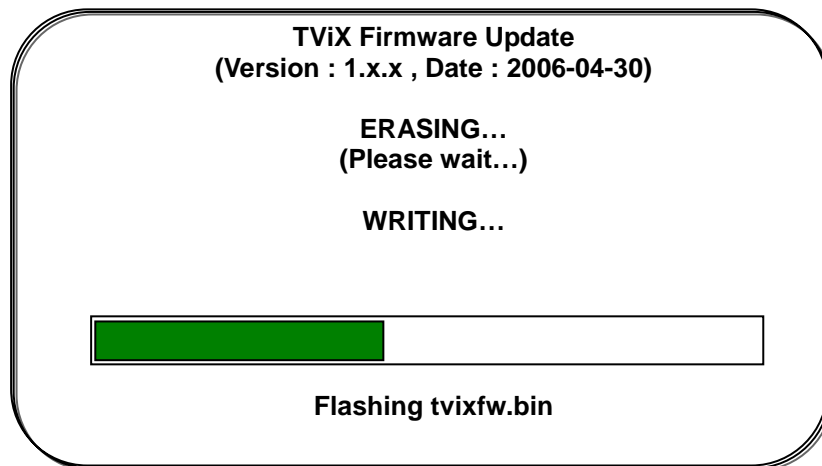 TViX Firmware Update
(Version : 1.x.x , Date : 2006-04-30)
ERASING…
(Please wait…)
WRITING…
Flashing tvixfw.bin